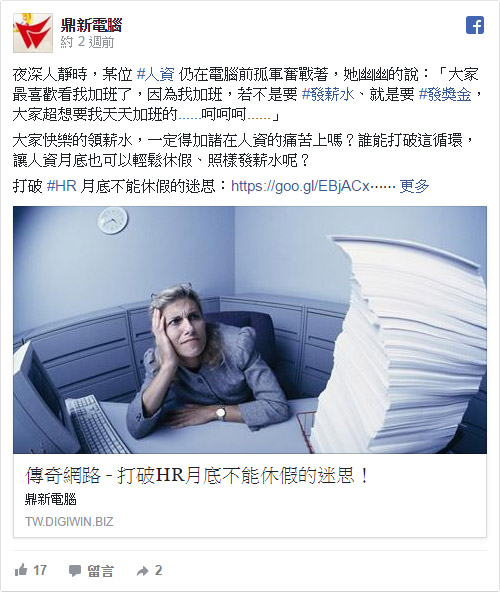 鼎新電腦
約 2 週前
夜深人靜時，某位 #人資 仍在電腦前孤軍奮戰著，她幽幽的說：「大家
最喜歡看我加班了，因為我加班，若不是要 #發薪水、就是要 #發獎金，
大家超想要我天天加班的......呵呵呵......」
大家快樂的領薪水，一定得加諸在人資的痛苦上嗎？誰能打破這循環，
讓人資月底也可以輕鬆休假、照樣發薪水呢？
打破 #HR 月底不能休假的迷思：https://goo.gl/EBjACx...... 更多
傳奇網路 - 打破HR月底不能休假的迷思！
鼎新電腦
TW.DIGIWIN.BIZ
17 留言 2